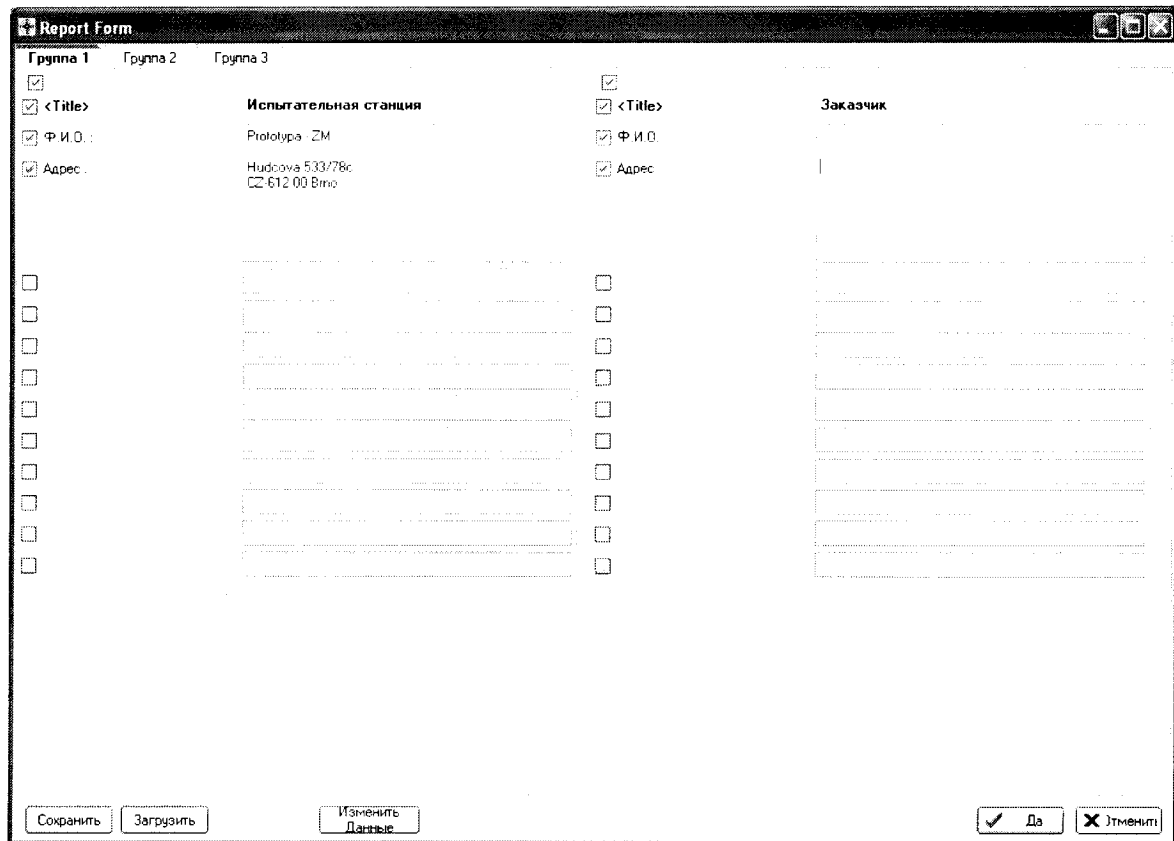 Report Form
Группа 1 Группа 2 Группа 3
<Title> Испытательная станция
Ф.И.О. : Prototypa - ZM
Адрес : Hudcova 533/78c
CZ-612 00 Brno
<Title> Заказчик
Ф.И.О.
Адрес
Сохранить Загрузить Изменить
Данные
Да Отменить